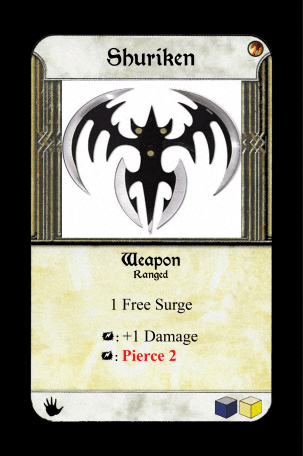 Shuriken
Weapon
Ranged
1 Free Surge
: +1 Damage
: Pierce 2